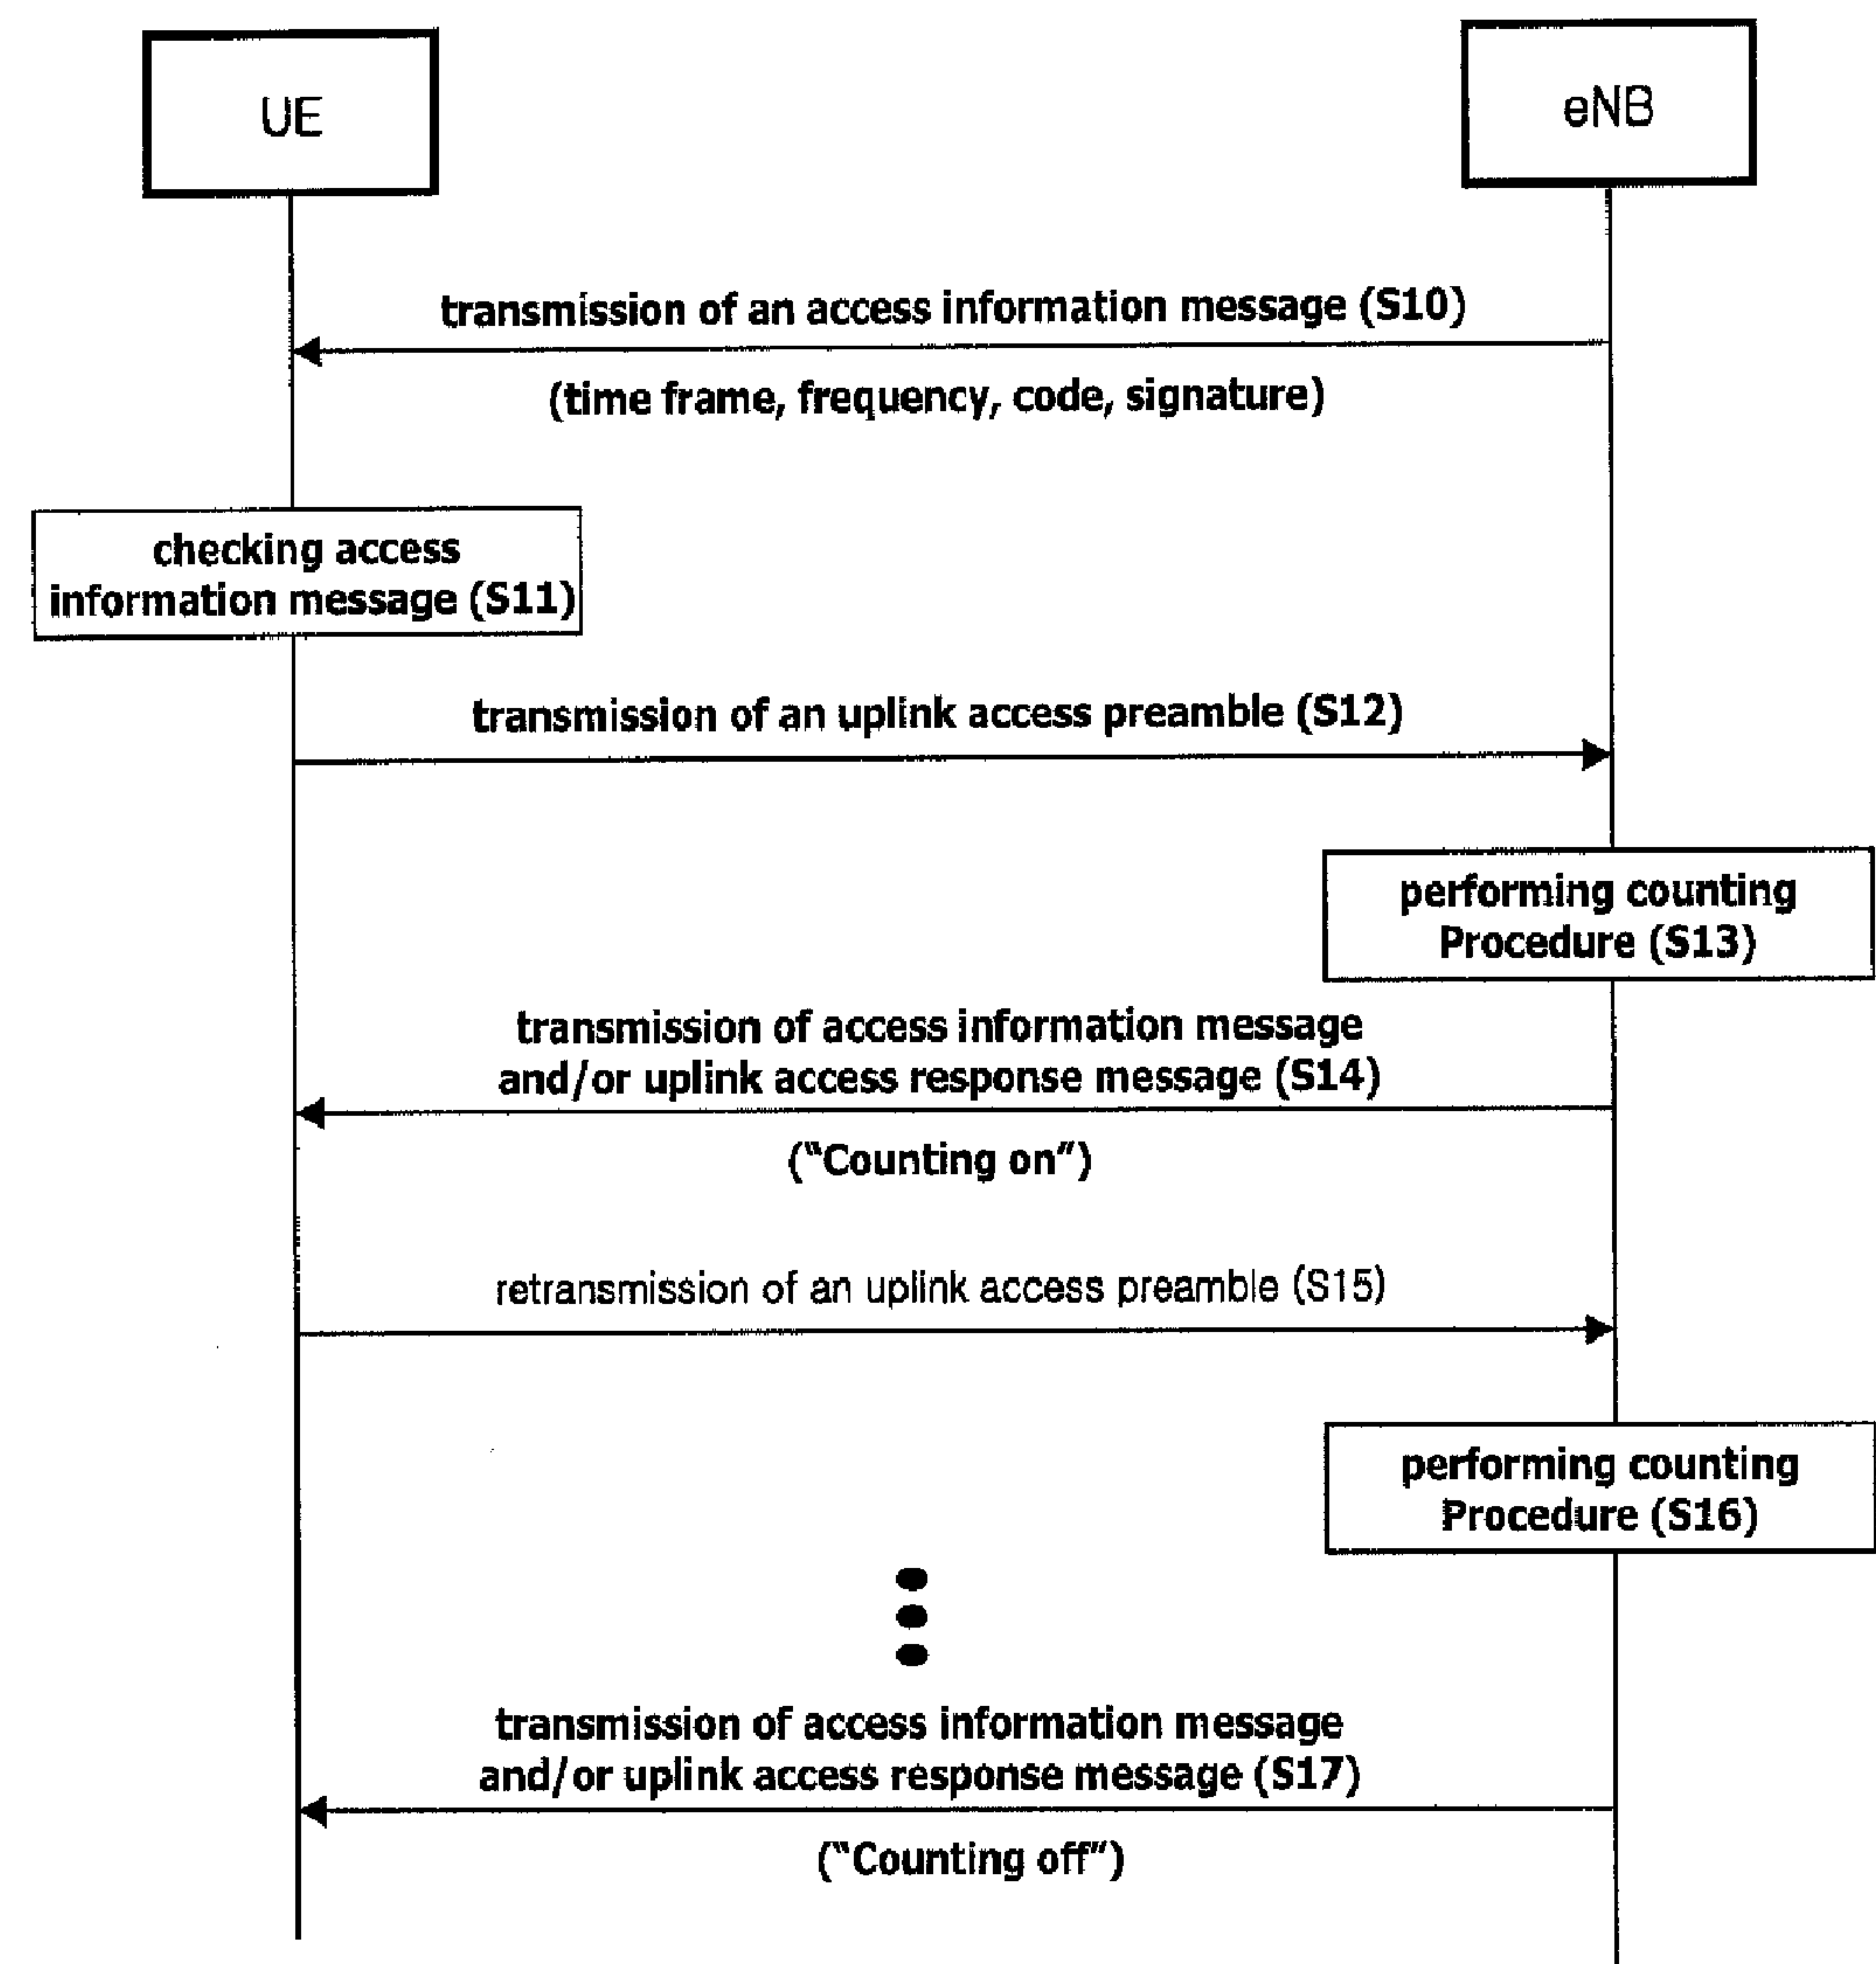 UE
eNB
transmission of an access information message (S10)
(time frame, frequency, code, signature)
checking access
information message (S11)
transmission of an uplink access preamble (S12)
performing counting
Procedure (S13)
transmission of access information message
and/or uplink access response message (S14)
("Counting on")
retransmission of an uplink access preamble (S15)
performing counting
Procedure (S16)
transmission of access information message
and/or uplink access response message (S17)
("Counting off")